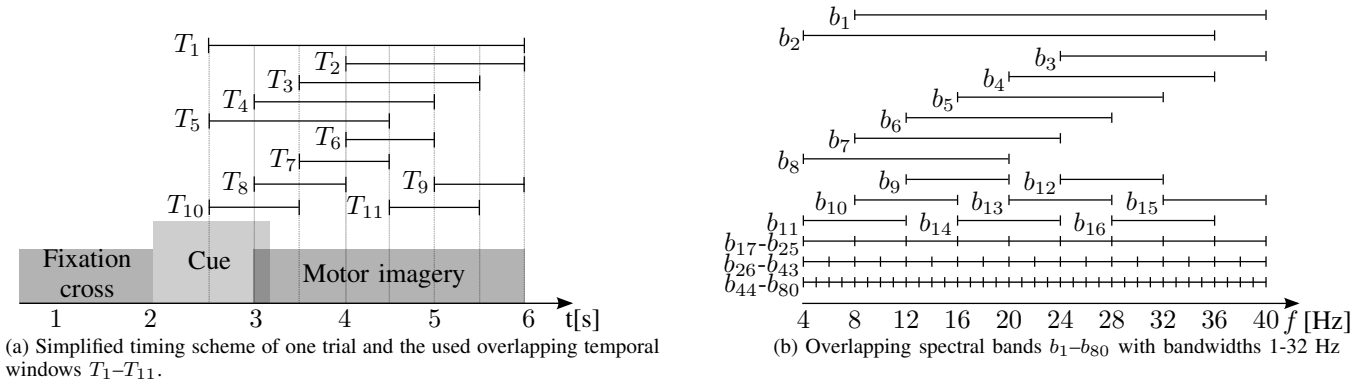 T₁
T₂
T₃
T₄
T₅
T₆
T₇
T₈ T₉
T₁₀ T₁₁
Fixation cross
Cue
Motor imagery
1 2 3 4 5 6 t[s]
(a) Simplified timing scheme of one trial and the used overlapping temporal
windows T₁–T₁₁.
b₁
b₂
b₃
b₄
b₅
b₆
b₇
b₈
b₉ b₁₂
b₁₀ b₁₃ b₁₅
b₁₁ b₁₄ b₁₆
b₁₇-b₂₅
b₂₆-b₄₃
b₄₄-b₈₀
4 8 12 16 20 24 28 32 36 40 f [Hz]
(b) Overlapping spectral bands b₁–b₈₀ with bandwidths 1-32 Hz